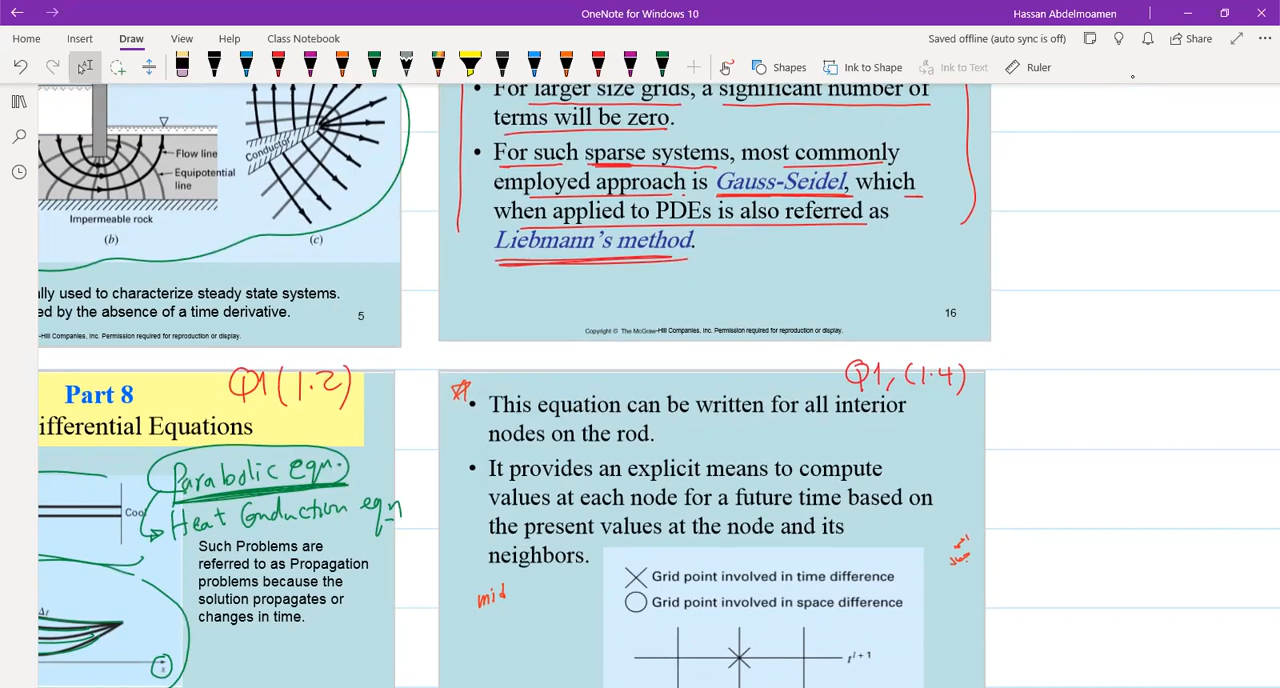 OneNote for Windows 10
Hassan Abdelmoamen
Home
Insert
Draw
View
Help
Class Notebook
Saved offline (auto sync is off)
Share
Shapes
Ink to Shape
Ink to Text
Ruler
Flow line
Equipotential
line
Impermeable rock
(b)
Conductor
(c)
ally used to characterize steady state systems.
ed by the absence of a time derivative.
5
-Hill Companies, Inc. Permission required for reproduction or display.
• For larger size grids, a significant number of
terms will be zero.
• For such sparse systems, most commonly
employed approach is Gauss-Seidel, which
when applied to PDEs is also referred as
Liebmann’s method.
16
Copyright © The McGraw-Hill Companies, Inc. Permission required for reproduction or display.
Part 8
Q1 (1.2)
ifferential Equations
Parabolic eqn.
Heat Conduction eqn
Cool
Such Problems are
referred to as Propagation
problems because the
solution propagates or
changes in time.
Δt
x
Q1, (1.4)
• This equation can be written for all interior
nodes on the rod.
• It provides an explicit means to compute
values at each node for a future time based on
the present values at the node and its
neighbors.
mid
Grid point involved in time difference
Grid point involved in space difference
t l + 1